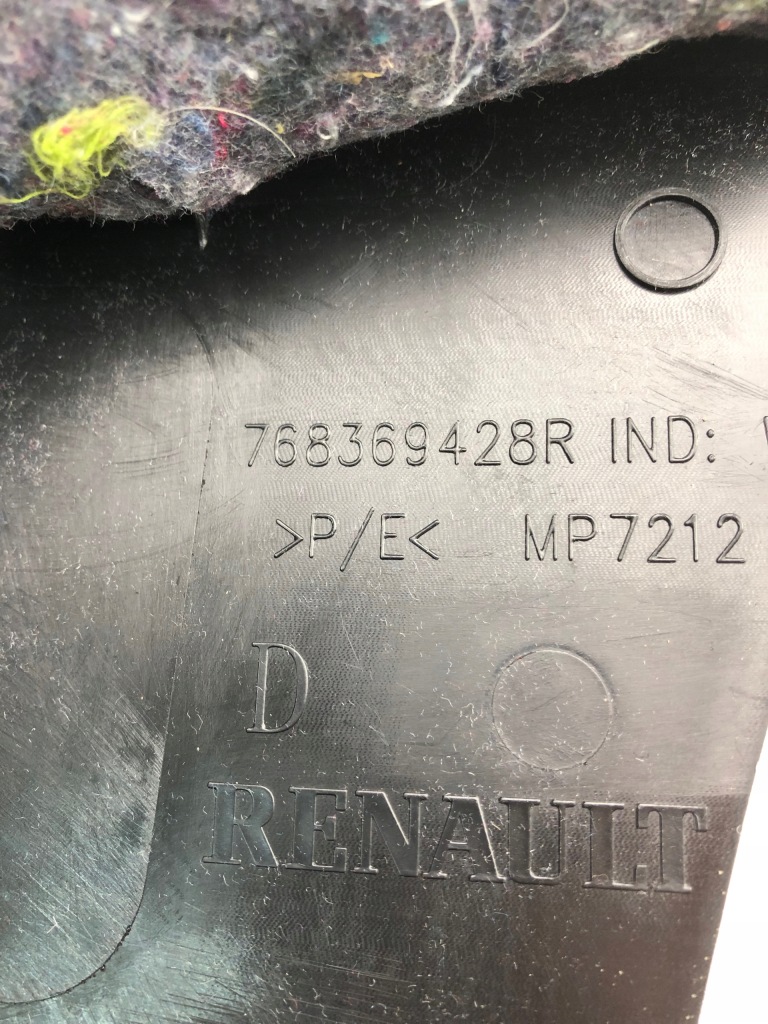 768369428R IND:
>P/E< MP7212
D
RENAULT